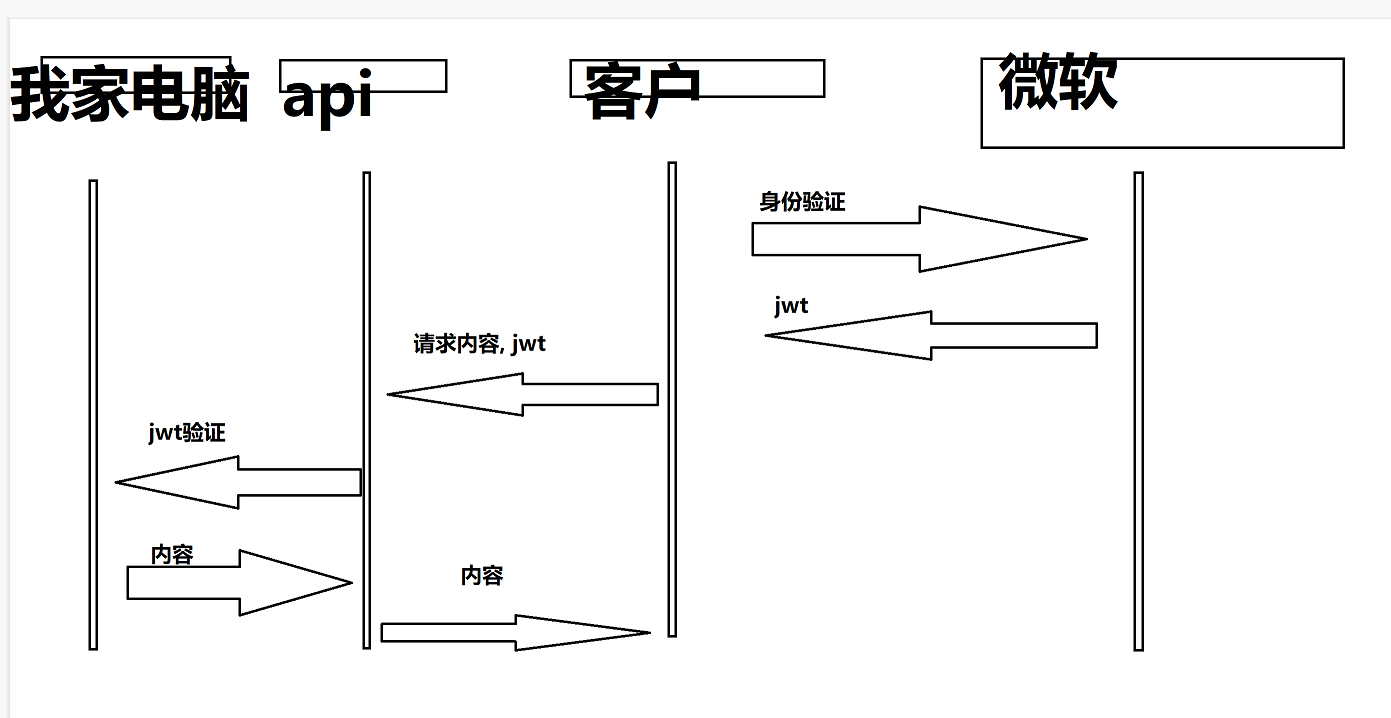 我家电脑
api
客户
微软
身份验证
jwt
请求内容, jwt
jwt验证
内容
内容